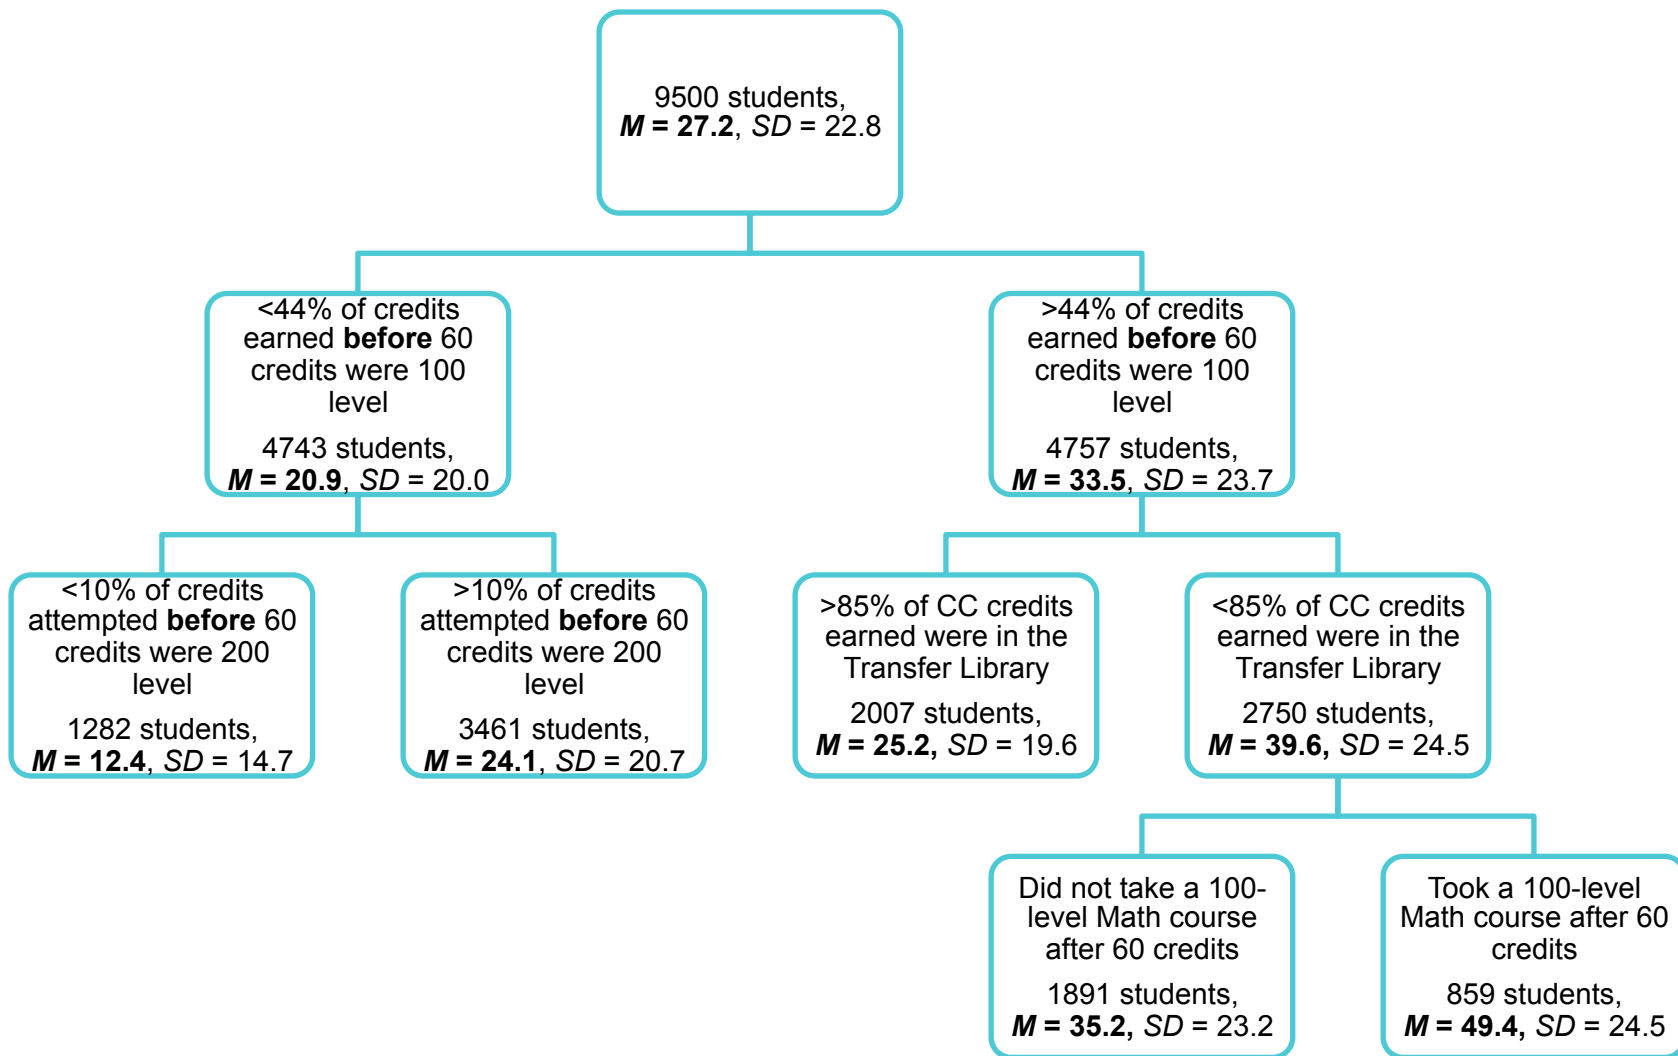 9500 students,
M = 27.2, SD = 22.8
<44% of credits
earned before 60
credits were 100
level
4743 students,
M = 20.9, SD = 20.0
>44% of credits
earned before 60
credits were 100
level
4757 students,
M = 33.5, SD = 23.7
<10% of credits
attempted before 60
credits were 200
level
1282 students,
M = 12.4, SD = 14.7
>10% of credits
attempted before 60
credits were 200
level
3461 students,
M = 24.1, SD = 20.7
>85% of CC credits
earned were in the
Transfer Library
2007 students,
M = 25.2, SD = 19.6
<85% of CC credits
earned were in the
Transfer Library
2750 students,
M = 39.6, SD = 24.5
Did not take a 100-
level Math course
after 60 credits
1891 students,
M = 35.2, SD = 23.2
Took a 100-level
Math course after 60
credits
859 students,
M = 49.4, SD = 24.5